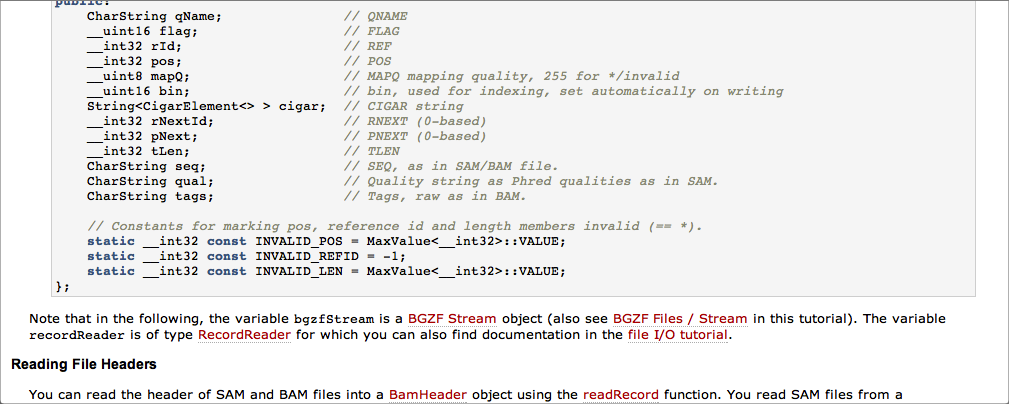 public:
CharString qName; // QNAME
__uint16 flag; // FLAG
__int32 rId; // REF
__int32 pos; // POS
__uint8 mapQ; // MAPQ mapping quality, 255 for */invalid
__uint16 bin; // bin, used for indexing, set automatically on writing
String<CigarElement<> > cigar; // CIGAR string
__int32 rNextId; // RNEXT (0-based)
__int32 pNext; // PNEXT (0-based)
__int32 tLen; // TLEN
CharString seq; // SEQ, as in SAM/BAM file.
CharString qual; // Quality string as Phred qualities as in SAM.
CharString tags; // Tags, raw as in BAM.
// Constants for marking pos, reference id and length members invalid (== *).
static __int32 const INVALID_POS = MaxValue<__int32>::VALUE;
static __int32 const INVALID_REFID = -1;
static __int32 const INVALID_LEN = MaxValue<__int32>::VALUE;
};
Note that in the following, the variable bgzfStream is a BGZF Stream object (also see BGZF Files / Stream in this tutorial). The variable
recordReader is of type RecordReader for which you can also find documentation in the file I/O tutorial.
Reading File Headers
You can read the header of SAM and BAM files into a BamHeader object using the readRecord function. You read SAM files from a